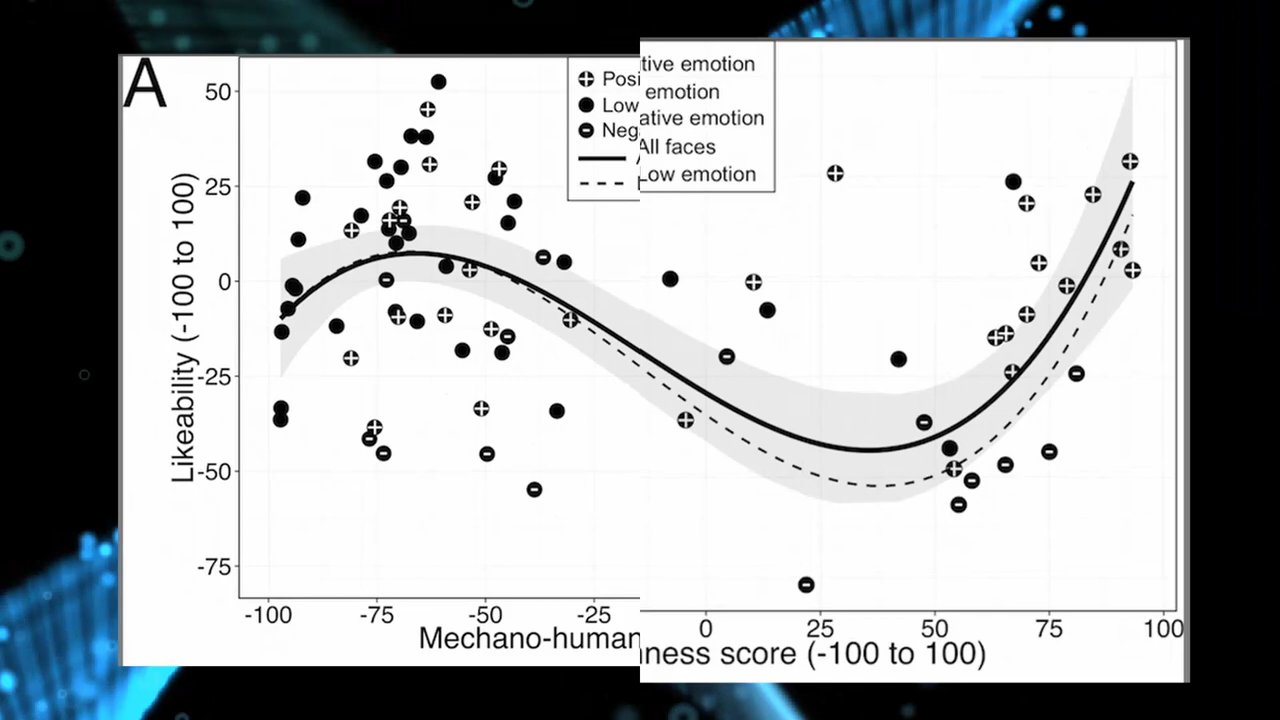 A
50
25
0
-25
-50
-75
Likeability (-100 to 100)
Posi
Low
Neg
tive emotion
emotion
ative emotion
All faces
Low emotion
-100 -75 -50 -25
0 25 50 75 100
Mechano-human
nness score (-100 to 100)